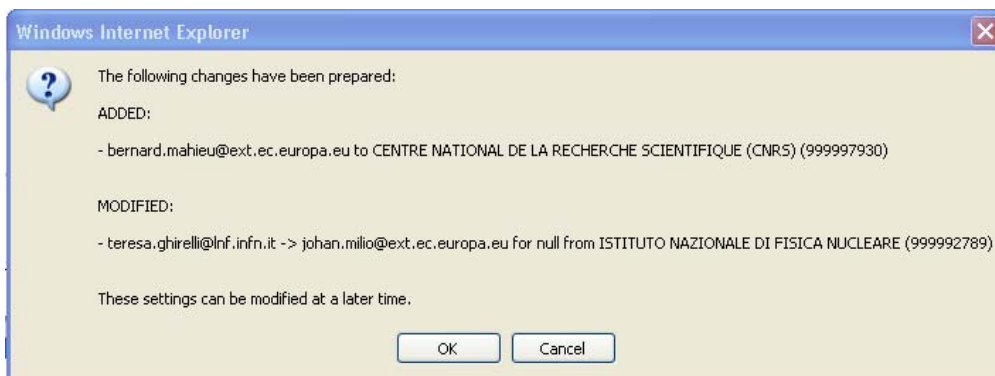 Windows Internet Explorer
The following changes have been prepared:
ADDED:
- bernard.mahieu@ext.ec.europa.eu to CENTRE NATIONAL DE LA RECHERCHE SCIENTIFIQUE (CNRS) (999997930)
MODIFIED:
- teresa.ghirelli@lnf.infn.it -> johan.milio@ext.ec.europa.eu for null from ISTITUTO NAZIONALE DI FISICA NUCLEARE (999992789)
These settings can be modified at a later time.
OK
Cancel